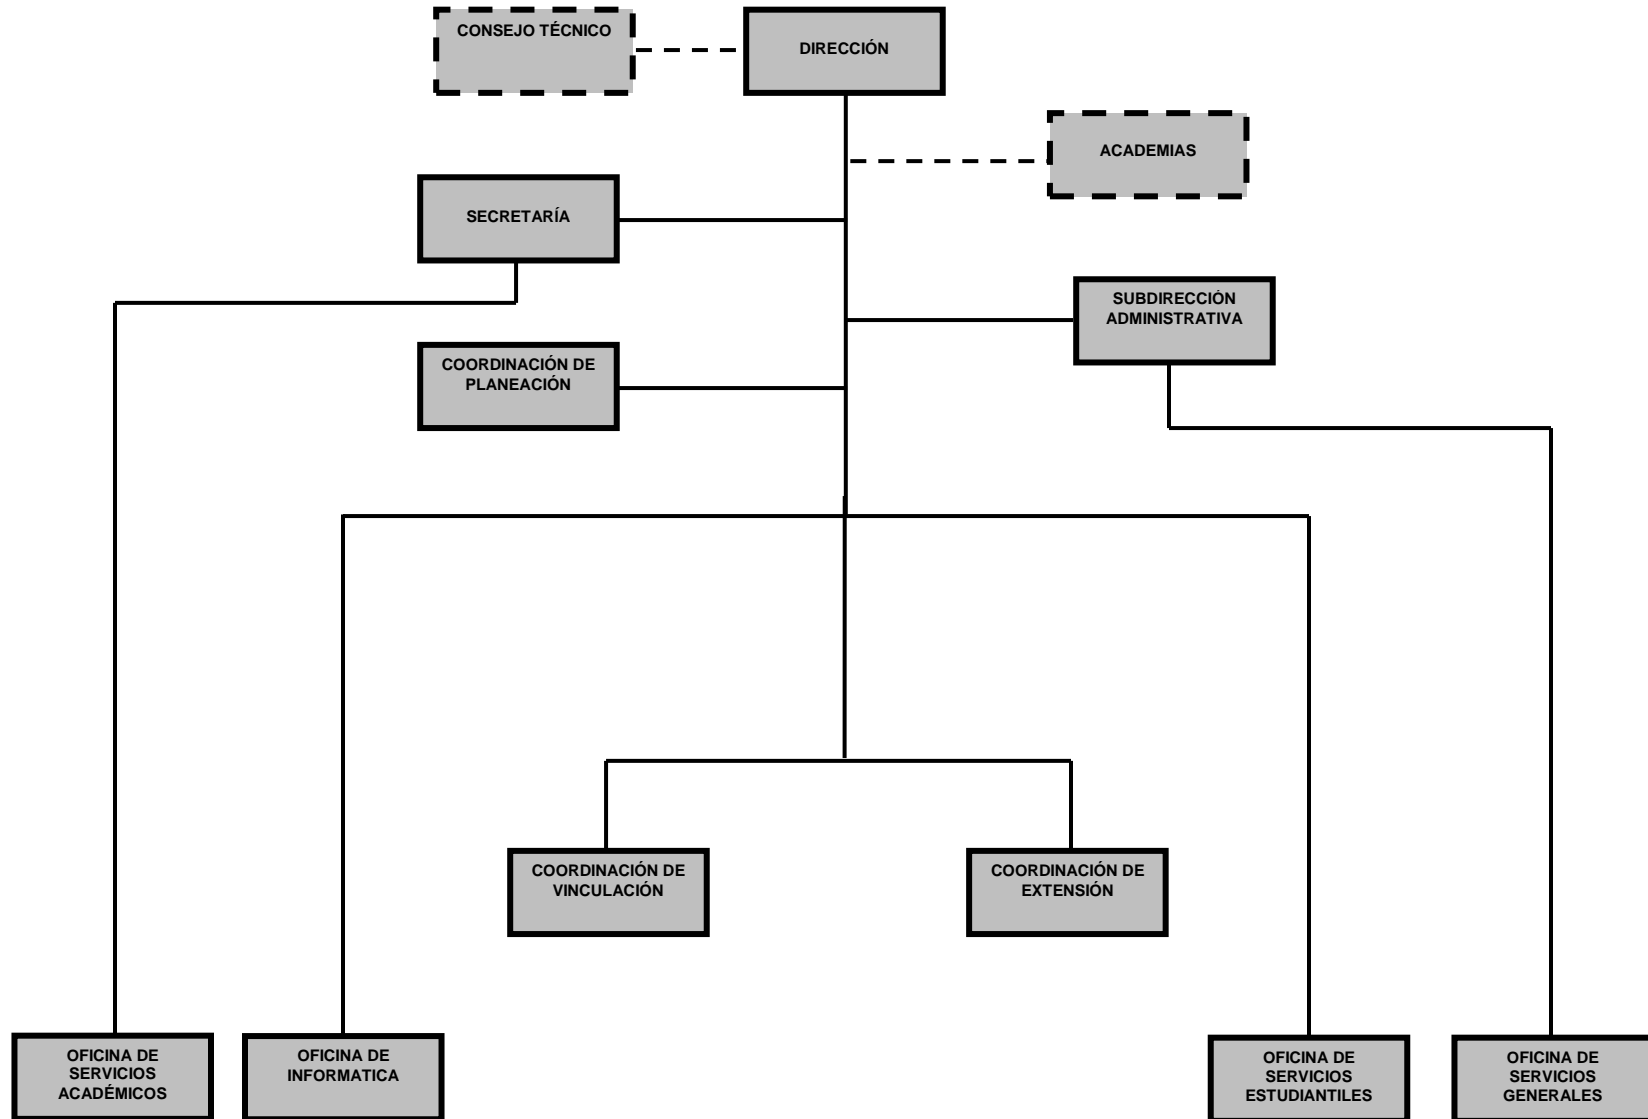 CONSEJO TÉCNICO
DIRECCIÓN
ACADEMIAS
SECRETARÍA
SUBDIRECCIÓN
ADMINISTRATIVA
COORDINACIÓN DE
PLANEACIÓN
COORDINACIÓN DE
VINCULACIÓN
COORDINACIÓN DE
EXTENSIÓN
OFICINA DE
SERVICIOS
ACADÉMICOS
OFICINA DE
INFORMATICA
OFICINA DE
SERVICIOS
ESTUDIANTILES
OFICINA DE
SERVICIOS
GENERALES